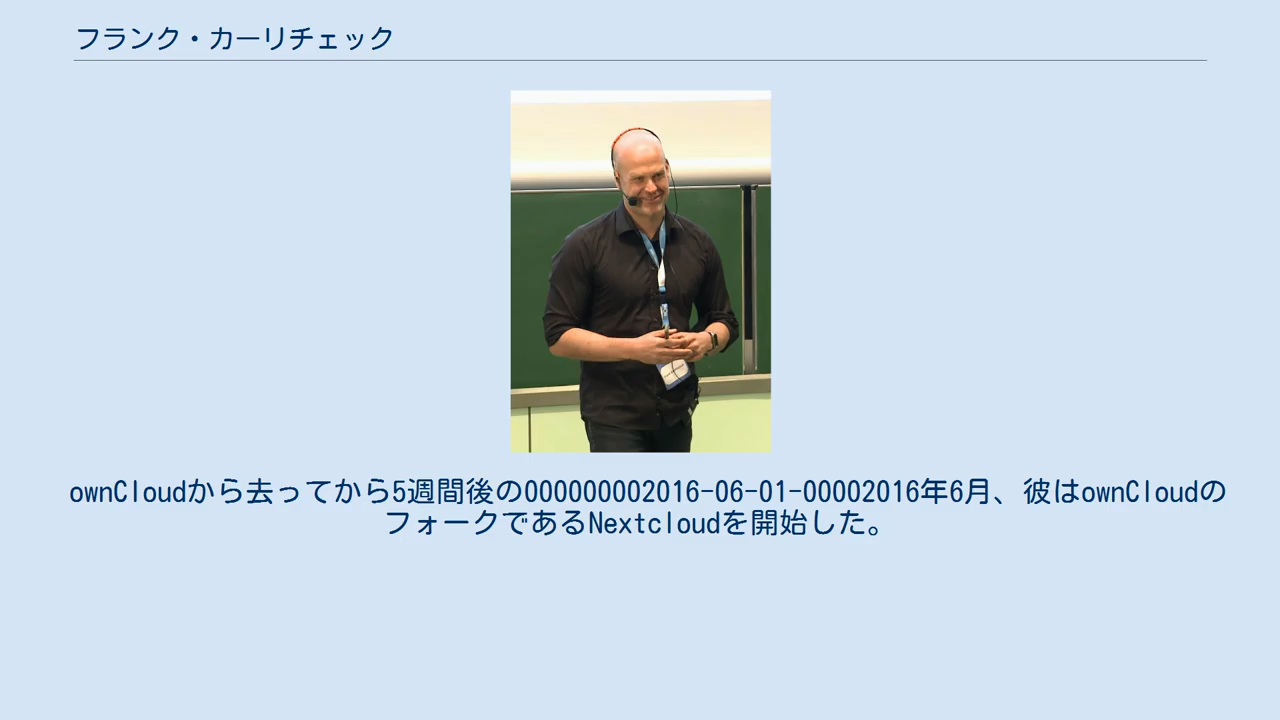 フランク・カーリチェック
ownCloudから去ってから5週間後の000000002016-06-01-00002016年6月、彼はownCloudの
フォークであるNextcloudを開始した。